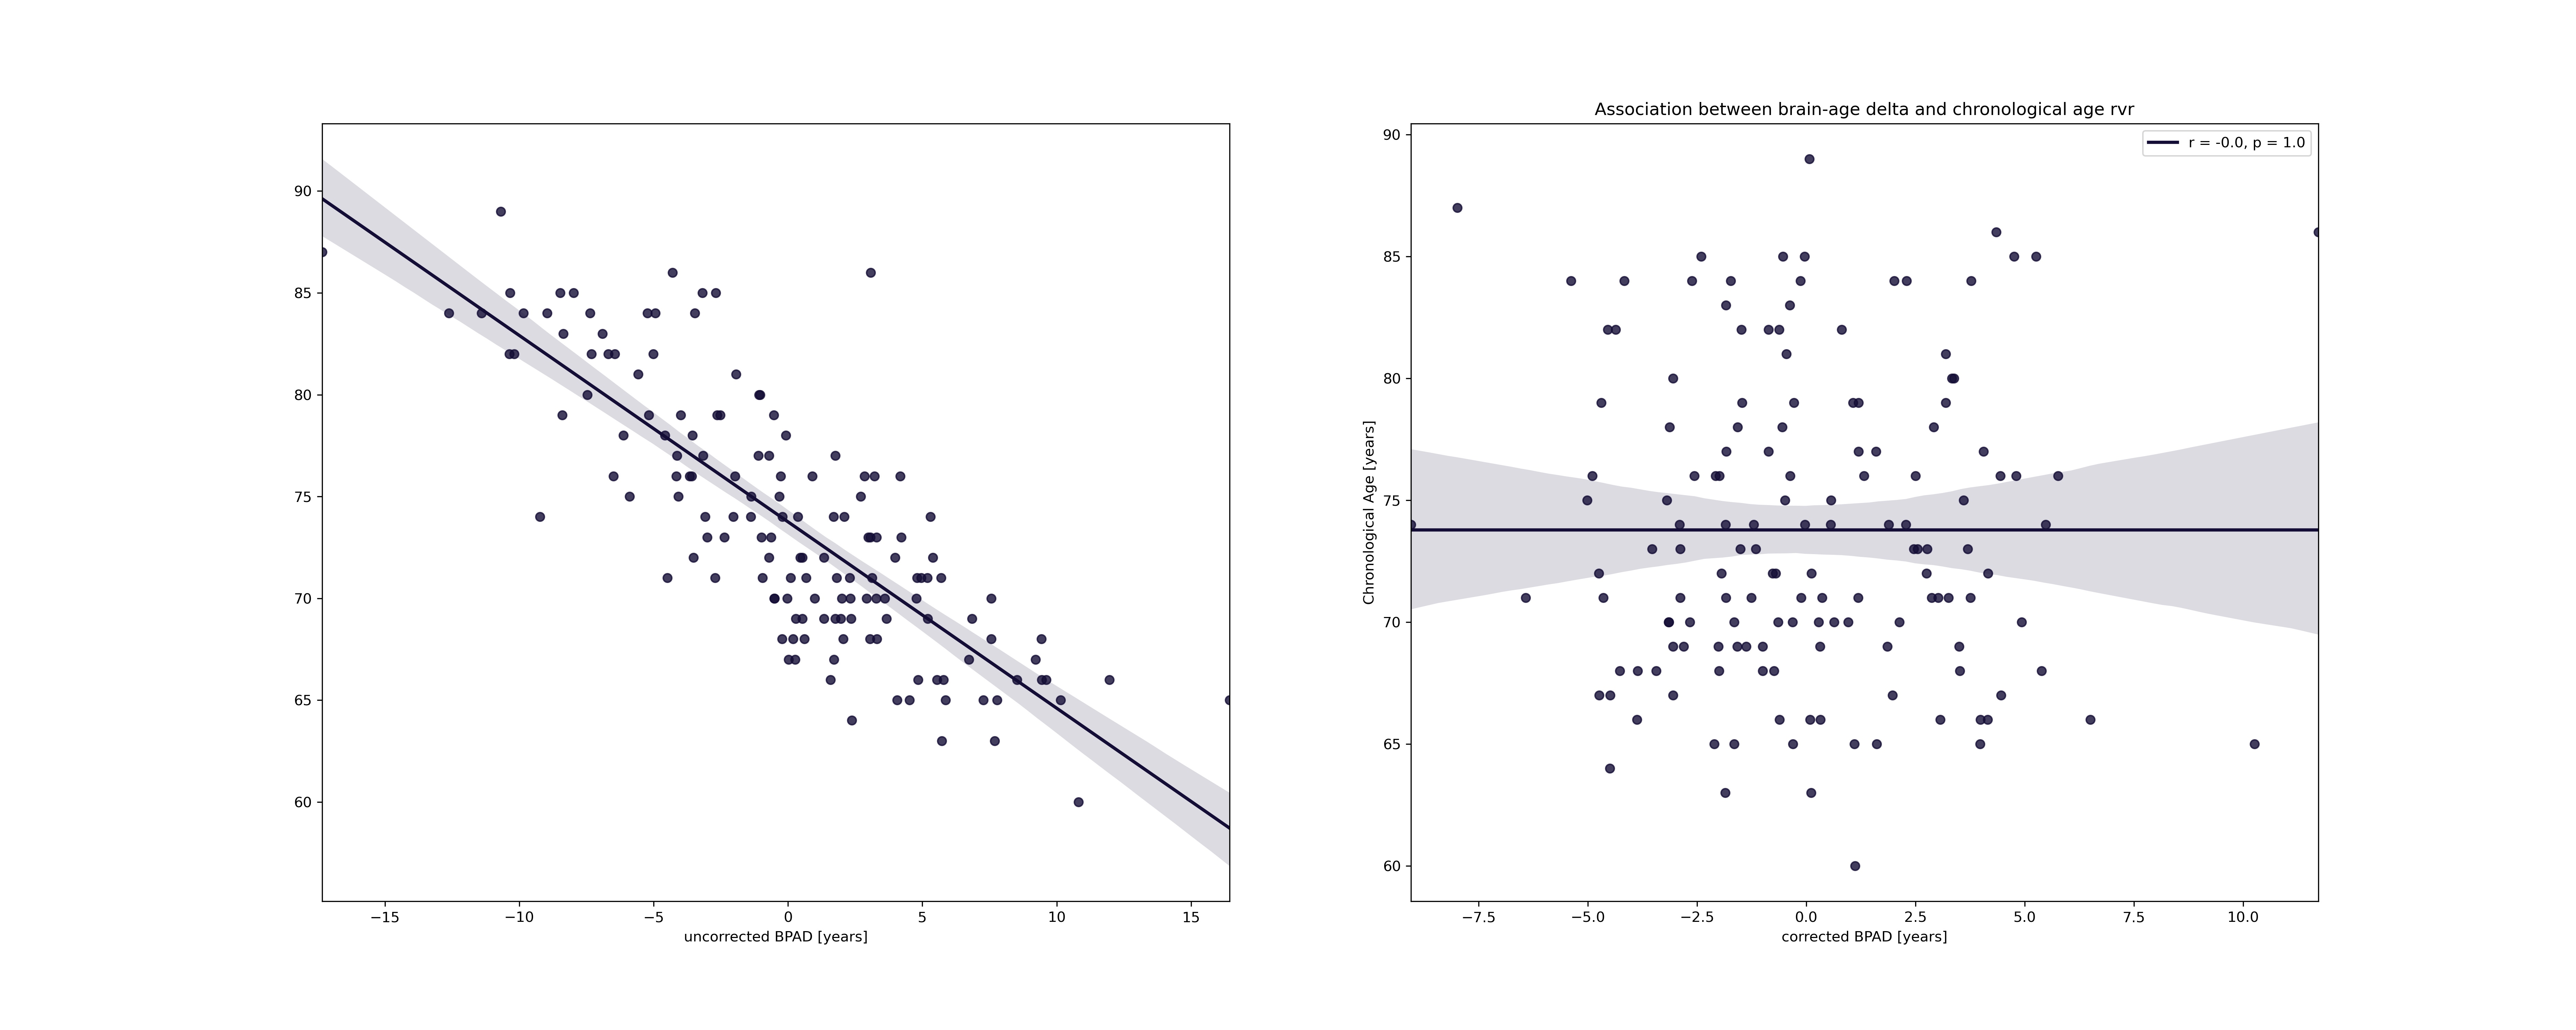 90
85
80
75
70
65
60
−15 −10 −5 0 5 10 15
uncorrected BPAD [years]
Association between brain-age delta and chronological age rvr
r = -0.0, p = 1.0
Chronological Age [years]
90
85
80
75
70
65
60
−7.5 −5.0 −2.5 0.0 2.5 5.0 7.5 10.0
corrected BPAD [years]